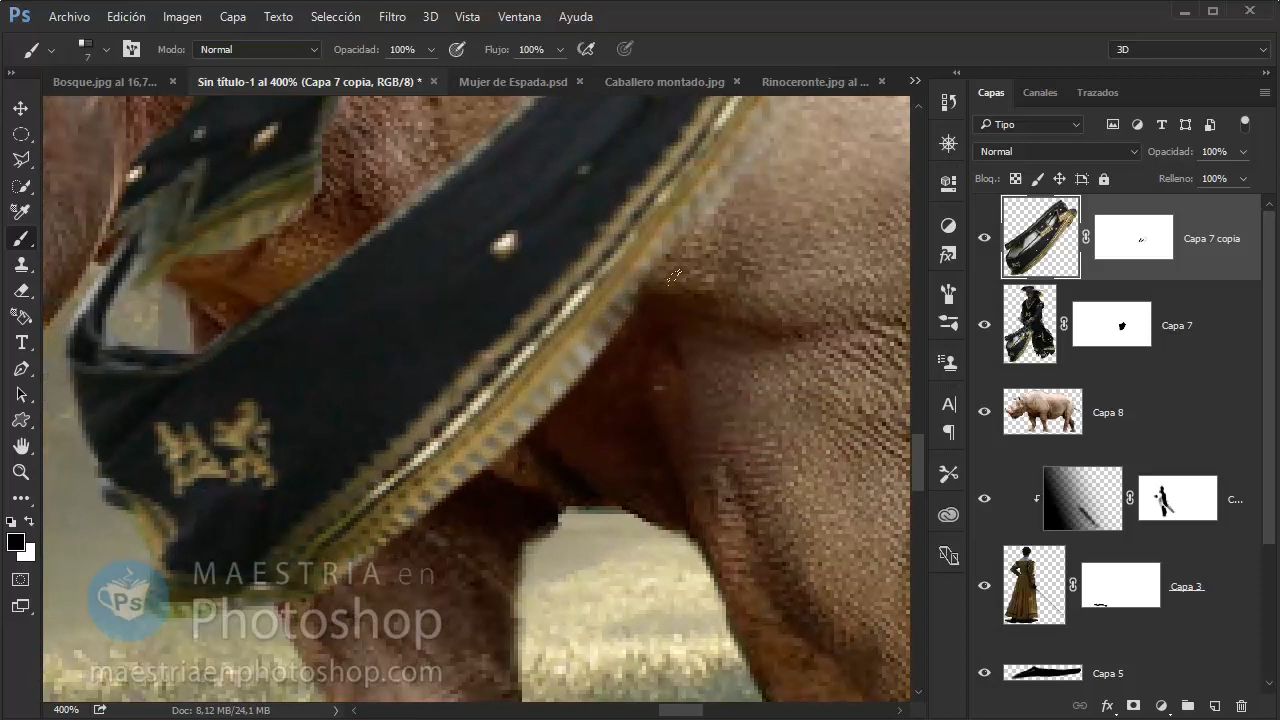 Ps Archivo Edición Imagen Capa Texto Selección Filtro 3D Vista Ventana Ayuda
7 Modo: Normal Opacidad: 100% Flujo: 100% 3D
Bosque.jpg al 16,7... × Sin título-1 al 400% (Capa 7 copia, RGB/8) * × Mujer de Espada.psd × Caballero montado.jpg × Rinoceronte.jpg al ... ×
Capas Canales Trazados
Tipo
Normal Opacidad: 100%
Bloq.: Relleno: 100%
Capa 7 copia
Capa 7
Capa 8
C...
Capa 3
Capa 5
MAESTRIA en
Ps Photoshop
maestriaenphotoshop.com
400% Doc: 8,12 MB/24,1 MB